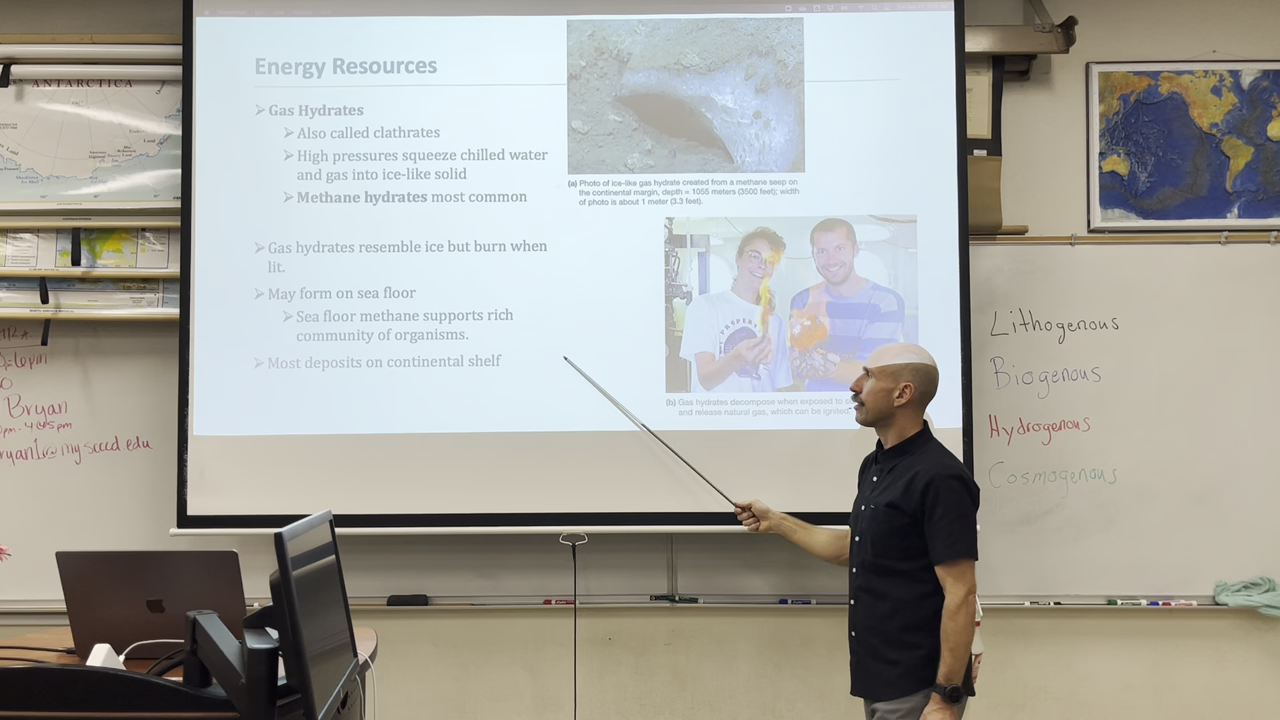 ANTARCTICA
Energy Resources
➢Gas Hydrates
➢Also called clathrates
➢High pressures squeeze chilled water
and gas into ice-like solid
➢Methane hydrates most common
➢Gas hydrates resemble ice but burn when
lit.
➢May form on sea floor
➢Sea floor methane supports rich
community of organisms.
➢Most deposits on continental shelf
(a) Photo of ice-like gas hydrate created from a methane seep on
the continental margin, depth = 1055 meters (3500 feet); width
of photo is about 1 meter (3.3 feet).
(b) Gas hydrates decompose when exposed to
and release natural gas, which can be ignited.
Bryan
pm
@my.sccd.edu
Lithogenous
Biogenous
Hydrogenous
Cosmogenous